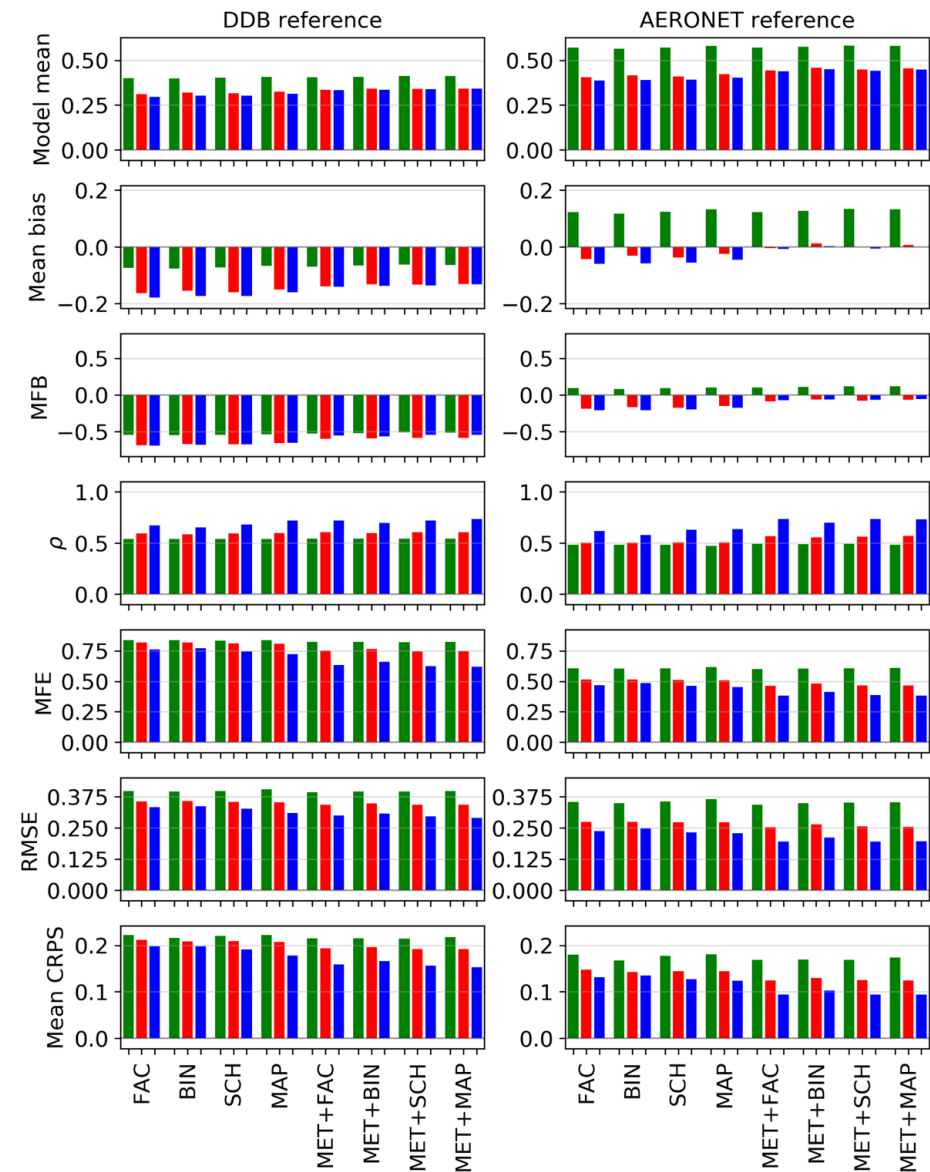 DDB reference
AERONET reference
Model mean
0.50
0.25
0.00
0.50
0.25
0.00
Mean bias
0.2
0.0
−0.2
0.2
0.0
−0.2
MFB
0.5
0.0
−0.5
0.5
0.0
−0.5
ρ
1.0
0.5
0.0
1.0
0.5
0.0
MFE
0.75
0.50
0.25
0.00
0.75
0.50
0.25
0.00
RMSE
0.375
0.250
0.125
0.000
0.375
0.250
0.125
0.000
Mean CRPS
0.2
0.1
0.0
0.2
0.1
0.0
FAC
BIN
SCH
MAP
MET+FAC
MET+BIN
MET+SCH
MET+MAP
FAC
BIN
SCH
MAP
MET+FAC
MET+BIN
MET+SCH
MET+MAP